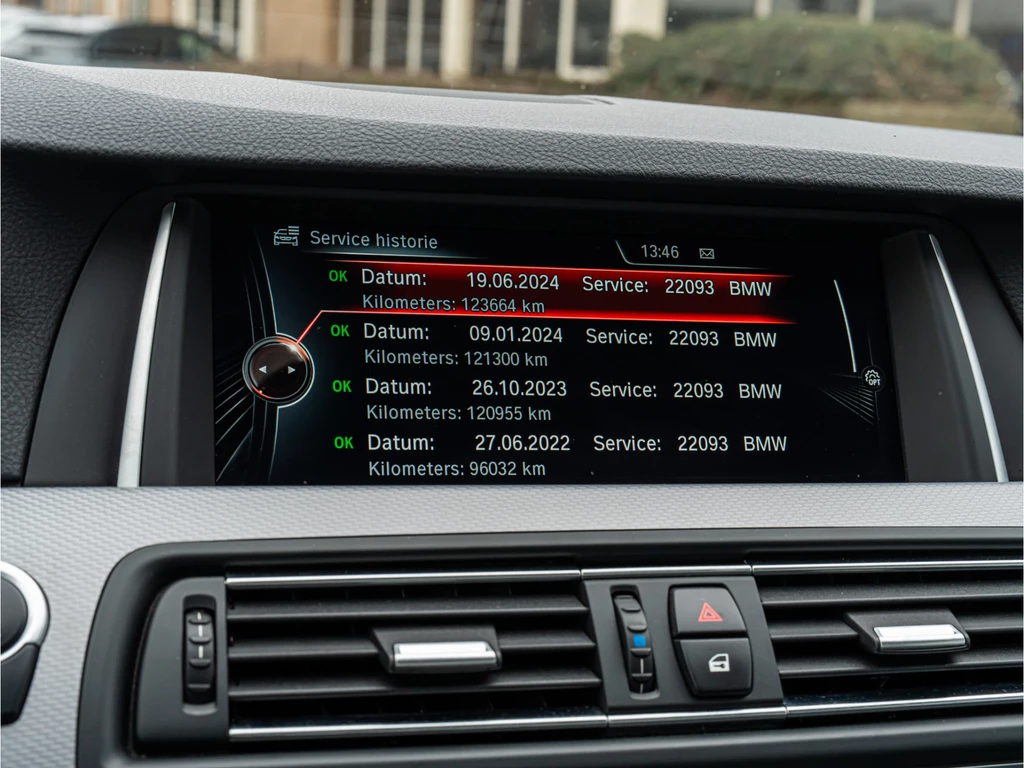 Service historie
13:46
OK Datum: 19.06.2024 Service: 22093 BMW
Kilometers: 123664 km
OK Datum: 09.01.2024 Service: 22093 BMW
Kilometers: 121300 km
OK Datum: 26.10.2023 Service: 22093 BMW
Kilometers: 120955 km
OPT
OK Datum: 27.06.2022 Service: 22093 BMW
Kilometers: 96032 km